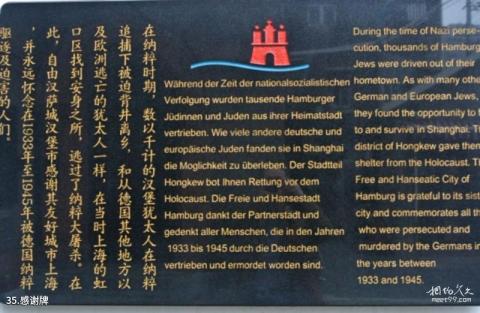 在纳粹时期，数以千计的汉堡犹太人在纳粹
追捕下被迫背井离乡，和从德国其他地方以
及欧洲逃亡的犹太人一样，在当时上海的虹
口区找到安身之所，逃过了纳粹大屠杀。在
此，自由汉萨城汉堡市感谢其友好城市上海
，并永远怀念在1933年至1945年被德国纳粹
驱逐及迫害的人们。
Während der Zeit der nationalsozialistischen
Verfolgung wurden tausende Hamburger
Jüdinnen und Juden aus ihrer Heimatstadt
vertrieben. Wie viele andere deutsche und
europäische Juden fanden sie in Shanghai
die Möglichkeit zu überleben. Der Stadtteil
Hongkew bot Ihnen Rettung vor dem
Holocaust. Die Freie und Hansestadt
Hamburg dankt der Partnerstadt und
gedenkt aller Menschen, die in den Jahren
1933 bis 1945 durch die Deutschen
vertrieben und ermordet worden sind.
During the time of Nazi perse-
cution, thousands of Hamburg
Jews were driven out of their
hometown. As with many othe
German and European Jews,
they found the opportunity to
to and survive in Shanghai.
district of Hongkew gave them
shelter from the Holocaust.
Free and Hanseatic City of
Hamburg is grateful to its sist
city and commemorates all th
who were persecuted and
murdered by the Germans in
the years between
1933 and 1945.
35.感谢牌
相约久久
meet99.com